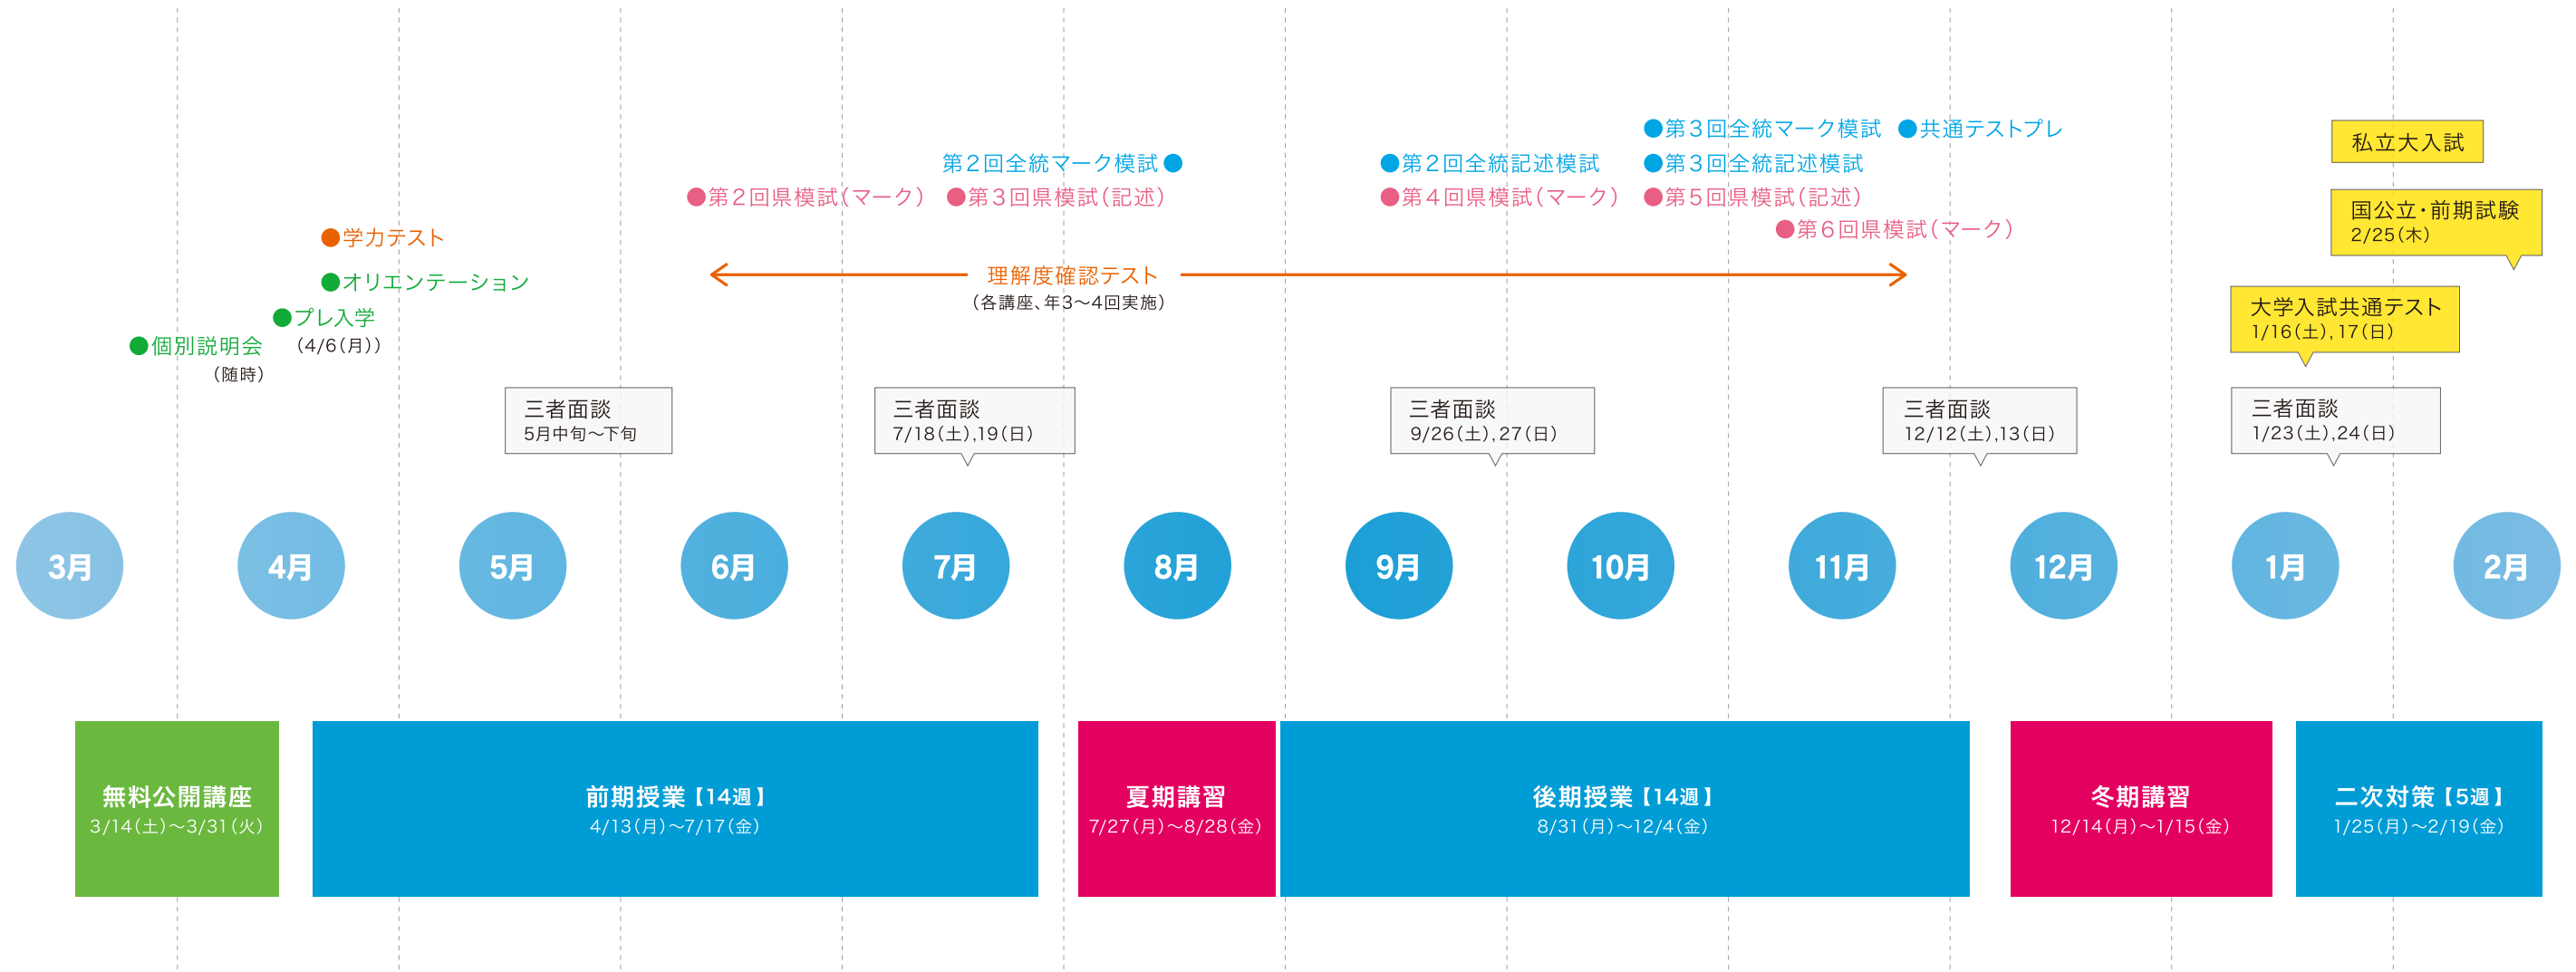 ●第3回全統マーク模試 ●共通テストプレ
私立大入試
第2回全統マーク模試●
●第2回全統記述模試
●第3回全統記述模試
●第2回県模試(マーク)
●第3回県模試(記述)
●第4回県模試(マーク)
●第5回県模試(記述)
国公立・前期試験
2/25(木)
●第6回県模試(マーク)
●学力テスト
理解度確認テスト
(各講座、年3〜4回実施)
●オリエンテーション
●プレ入学
(4/6(月))
●個別説明会
(随時)
大学入試共通テスト
1/16(土),17(日)
三者面談
5月中旬〜下旬
三者面談
7/18(土),19(日)
三者面談
9/26(土),27(日)
三者面談
12/12(土),13(日)
三者面談
1/23(土),24(日)
3月
4月
5月
6月
7月
8月
9月
10月
11月
12月
1月
2月
無料公開講座
3/14(土)〜3/31(火)
前期授業【14週】
4/13(月)〜7/17(金)
夏期講習
7/27(月)〜8/28(金)
後期授業【14週】
8/31(月)〜12/4(金)
冬期講習
12/14(月)〜1/15(金)
二次対策【5週】
1/25(月)〜2/19(金)